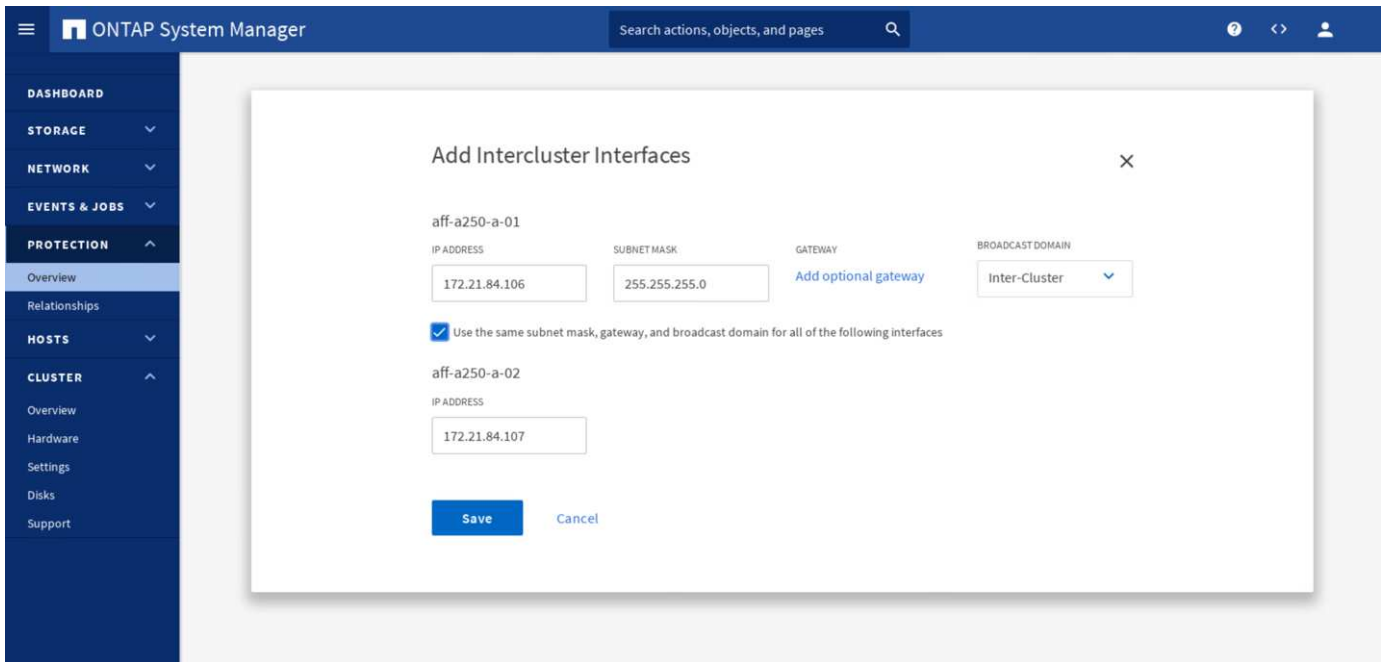 ONTAP System Manager
Search actions, objects, and pages
DASHBOARD
STORAGE
NETWORK
EVENTS & JOBS
PROTECTION
Overview
Relationships
HOSTS
CLUSTER
Overview
Hardware
Settings
Disks
Support
Add Intercluster Interfaces
aff-a250-a-01
IP ADDRESS SUBNET MASK GATEWAY BROADCAST DOMAIN
172.21.84.106 255.255.255.0 Add optional gateway Inter-Cluster
Use the same subnet mask, gateway, and broadcast domain for all of the following interfaces
aff-a250-a-02
IP ADDRESS
172.21.84.107
Save Cancel